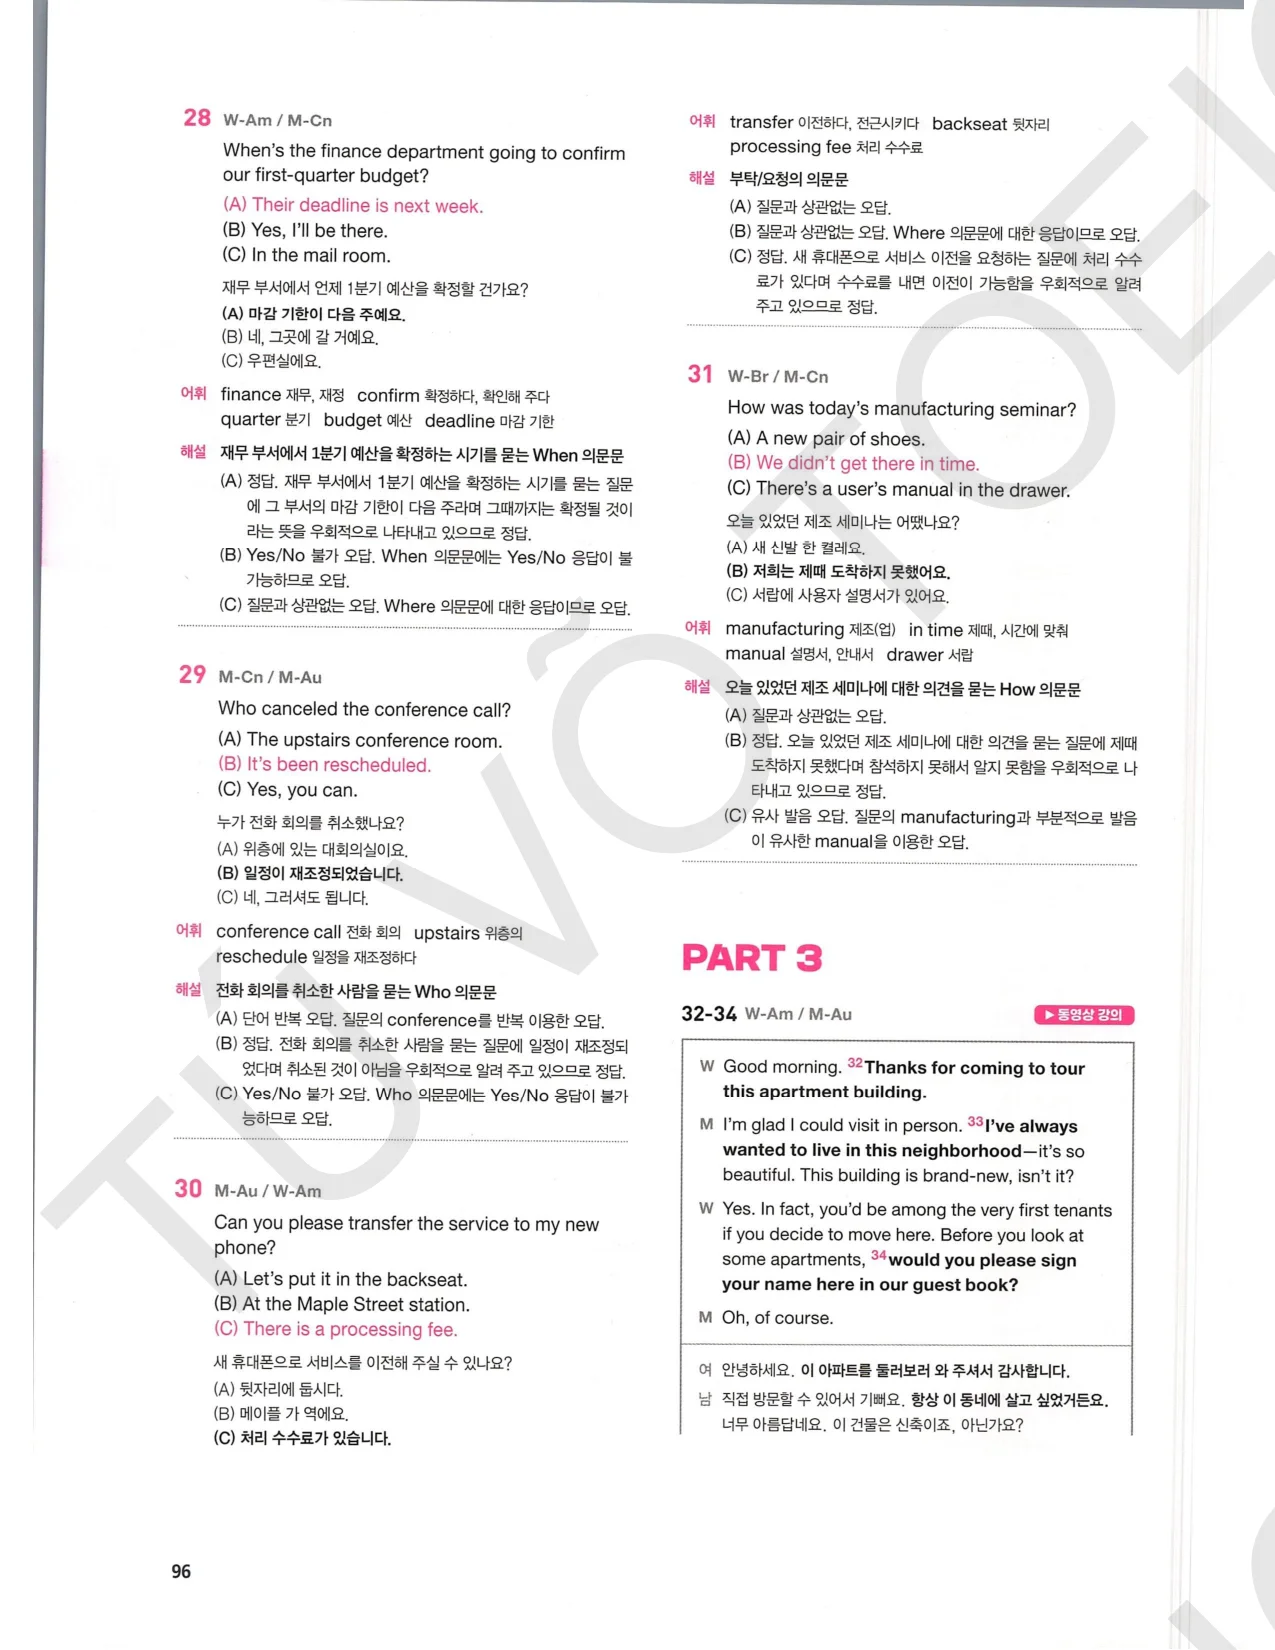 28 W-Am / M-Cn
When's the finance department going to confirm
our first-quarter budget?
(A) Their deadline is next week.
(B) Yes, I'll be there.
(C) In the mail room.
재무 부서에서 언제 1분기 예산을 확정할 건가요?
(A) 마감 기한이 다음 주예요.
(B) 네, 그곳에 갈 거예요.
(C) 우편실에요.
어휘 finance 재무, 재정 confirm 확정하다, 확인해 주다
quarter 분기 budget 예산 deadline 마감 기한
해설 재무 부서에서 1분기 예산을 확정하는 시기를 묻는 When 의문문
(A) 정답. 재무 부서에서 1분기 예산을 확정하는 시기를 묻는 질문
에 그 부서의 마감 기한이 다음 주라며 그때까지는 확정될 것이
라는 뜻을 우회적으로 나타내고 있으므로 정답.
(B) Yes/No 불가 오답. When 의문문에는 Yes/No 응답이 불
가능하므로 오답.
(C) 질문과 상관없는 오답. Where 의문문에 대한 응답이므로 오답.
29 M-Cn / M-Au
Who canceled the conference call?
(A) The upstairs conference room.
(B) It's been rescheduled.
(C) Yes, you can.
누가 전화 회의를 취소했나요?
(A) 위층에 있는 대회의실이요.
(B) 일정이 재조정되었습니다.
(C) 네, 그러셔도 됩니다.
어휘 conference call 전화 회의 upstairs 위층의
reschedule 일정을 재조정하다
해설 전화 회의를 취소한 사람을 묻는 Who 의문문
(A) 단어 반복 오답. 질문의 conference를 반복 이용한 오답.
(B) 정답. 전화 회의를 취소한 사람을 묻는 질문에 일정이 재조정되
었다며 취소된 것이 아님을 우회적으로 알려 주고 있으므로 정답.
(C) Yes/No 불가 오답. Who 의문문에는 Yes/No 응답이 불가
능하므로 오답.
30 M-Au / W-Am
Can you please transfer the service to my new
phone?
(A) Let's put it in the backseat.
(B) At the Maple Street station.
(C) There is a processing fee.
새 휴대폰으로 서비스를 이전해 주실 수 있나요?
(A) 뒷자리에 둡시다.
(B) 메이플 가 역에요.
(C) 처리 수수료가 있습니다.
96
어휘 transfer 이전하다, 전근시키다 backseat 뒷자리
processing fee 처리 수수료
해설 부탁/요청의 의문문
(A) 질문과 상관없는 오답.
(B) 질문과 상관없는 오답. Where 의문문에 대한 응답이므로 오답.
(C) 정답. 새 휴대폰으로 서비스 이전을 요청하는 질문에 처리 수수
료가 있다며 수수료를 내면 이전이 가능함을 우회적으로 알려
주고 있으므로 정답.
31 W-Br / M-Cn
How was today's manufacturing seminar?
(A) A new pair of shoes.
(B) We didn't get there in time.
(C) There's a user's manual in the drawer.
오늘 있었던 제조 세미나는 어땠나요?
(A) 새 신발 한 켤레요.
(B) 저희는 제때 도착하지 못했어요.
(C) 서랍에 사용자 설명서가 있어요.
어휘 manufacturing 제조(업) in time 제때, 시간에 맞춰
manual 설명서, 안내서 drawer 서랍
해설 오늘 있었던 제조 세미나에 대한 의견을 묻는 How 의문문
(A) 질문과 상관없는 오답.
(B) 정답. 오늘 있었던 제조 세미나에 대한 의견을 묻는 질문에 제때
도착하지 못했다며 참석하지 못해서 알지 못함을 우회적으로 나
타내고 있으므로 정답.
(C) 유사 발음 오답. 질문의 manufacturing과 부분적으로 발음
이 유사한 manual을 이용한 오답.
PART 3
32-34 W-Am / M-Au ▶ 동영상 강의
W Good morning. 32Thanks for coming to tour
this apartment building.
M I'm glad I could visit in person. 33I've always
wanted to live in this neighborhood—it's so
beautiful. This building is brand-new, isn't it?
W Yes. In fact, you'd be among the very first tenants
if you decide to move here. Before you look at
some apartments, 34would you please sign
your name here in our guest book?
M Oh, of course.
여 안녕하세요. 이 아파트를 둘러보러 와 주셔서 감사합니다.
남 직접 방문할 수 있어서 기뻐요. 항상 이 동네에 살고 싶었거든요.
너무 아름답네요. 이 건물은 신축이죠, 아닌가요?
TÚ VÕ TOEIC